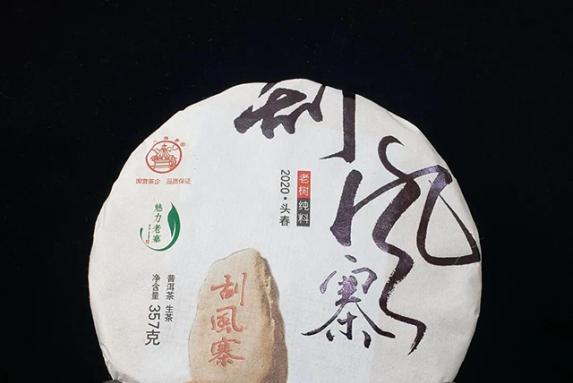 刮風寨
老树纯料
2020·头春
国营茶企 品质保证
魅力老寨
普洱茶 生茶
净含量 357克
刮風寨